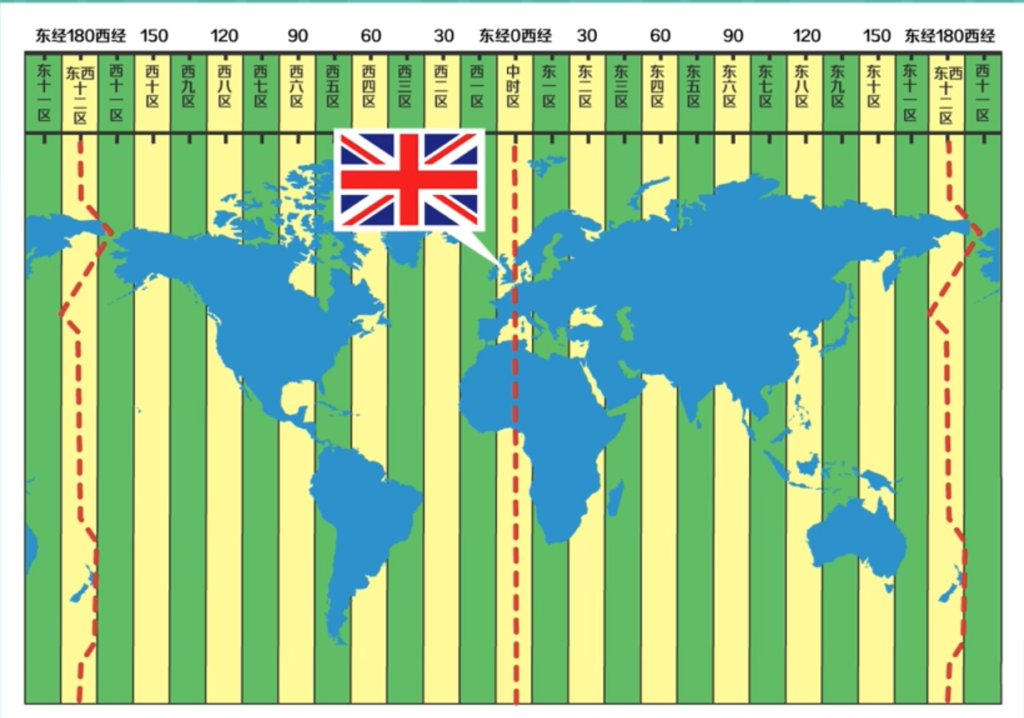 东经180西经 150 120 90 60 30 东经0西经 30 60 90 120 150 东经180西经
东十一区
东西十二区
西十一区
西十区
西九区
西八区
西七区
西六区
西五区
西四区
西三区
西二区
西一区
中时区
东一区
东二区
东三区
东四区
东五区
东六区
东七区
东八区
东九区
东十区
东十一区
东西十二区
西十一区